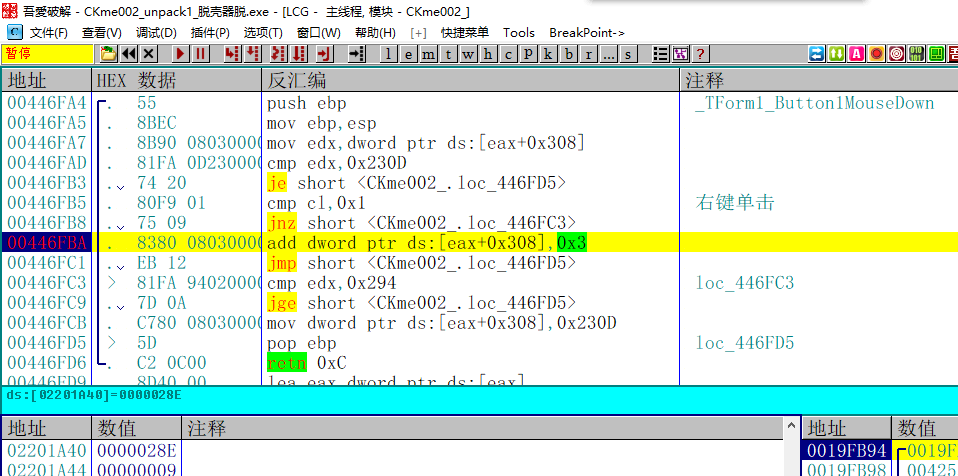 吾愛破解 - CKme002_unpack1_脱壳器脱.exe - [LCG - 主线程, 模块 - CKme002_]
文件(F) 查看(V) 调试(D) 插件(P) 选项(T) 窗口(W) 帮助(H) [+] 快捷菜单 Tools BreakPoint->
暂停 l e m t w h c p k b r ... s ?
地址 HEX 数据 反汇编 注释
00446FA4 . 55 push ebp _TForm1_Button1MouseDown
00446FA5 . 8BEC mov ebp,esp
00446FA7 . 8B90 08030000 mov edx,dword ptr ds:[eax+0x308]
00446FAD . 81FA 0D230000 cmp edx,0x230D
00446FB3 . 74 20 je short <CKme002_.loc_446FD5>
00446FB5 . 80F9 01 cmp cl,0x1 右键单击
00446FB8 . 75 09 jnz short <CKme002_.loc_446FC3>
00446FBA . 8380 08030000 add dword ptr ds:[eax+0x308],0x3
00446FC1 . EB 12 jmp short <CKme002_.loc_446FD5>
00446FC3 > 81FA 94020000 cmp edx,0x294 loc_446FC3
00446FC9 . 7D 0A jge short <CKme002_.loc_446FD5>
00446FCB . C780 08030000 mov dword ptr ds:[eax+0x308],0x230D
00446FD5 > 5D pop ebp loc_446FD5
00446FD6 . C2 0C00 retn 0xC
00446FD9 8D40 00 lea eax,dword ptr ds:[eax]
ds:[02201A40]=0000028E
地址 数值 注释 地址 数值
02201A40 0000028E 0019FB94 0019F
02201A44 00000009 0019FB98 00425